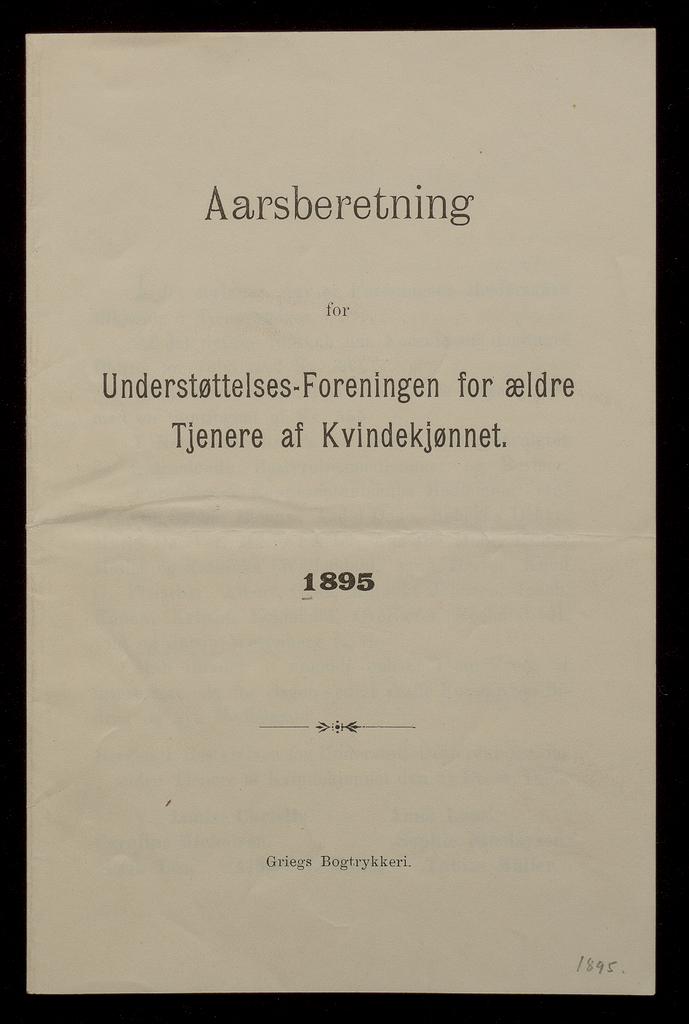 Aarsberetning
for
Understøttelses-Foreningen for ældre
Tjenere af Kvindekjønnet.
1895
Griegs Bogtrykkeri.
1895.